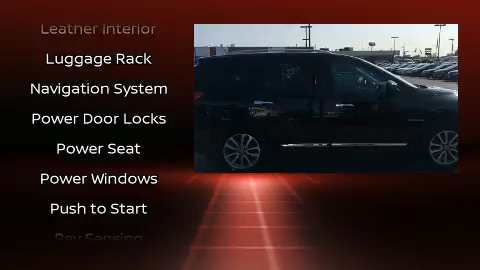 Leather Interior
Luggage Rack
Navigation System
Power Door Locks
Power Seat
Power Windows
Push to Start